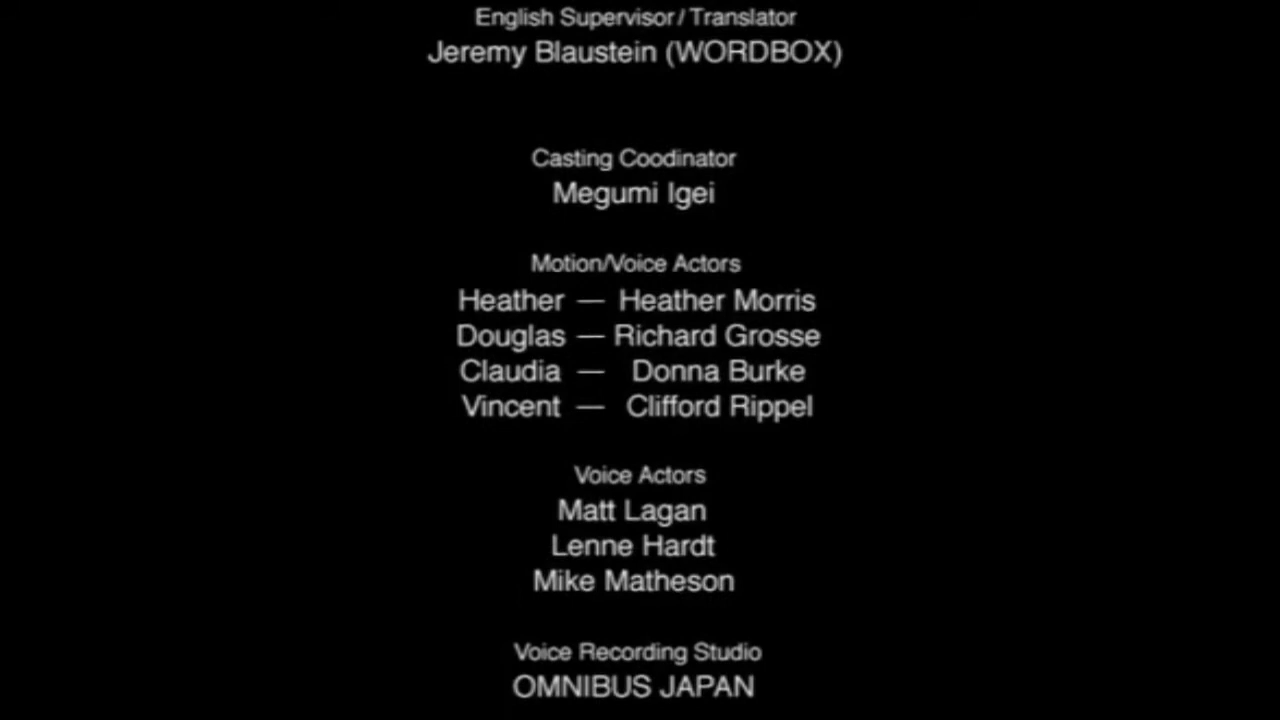 English Supervisor / Translator
Jeremy Blaustein (WORDBOX)
Casting Coodinator
Megumi Igei
Motion/Voice Actors
Heather — Heather Morris
Douglas — Richard Grosse
Claudia — Donna Burke
Vincent — Clifford Rippel
Voice Actors
Matt Lagan
Lenne Hardt
Mike Matheson
Voice Recording Studio
OMNIBUS JAPAN